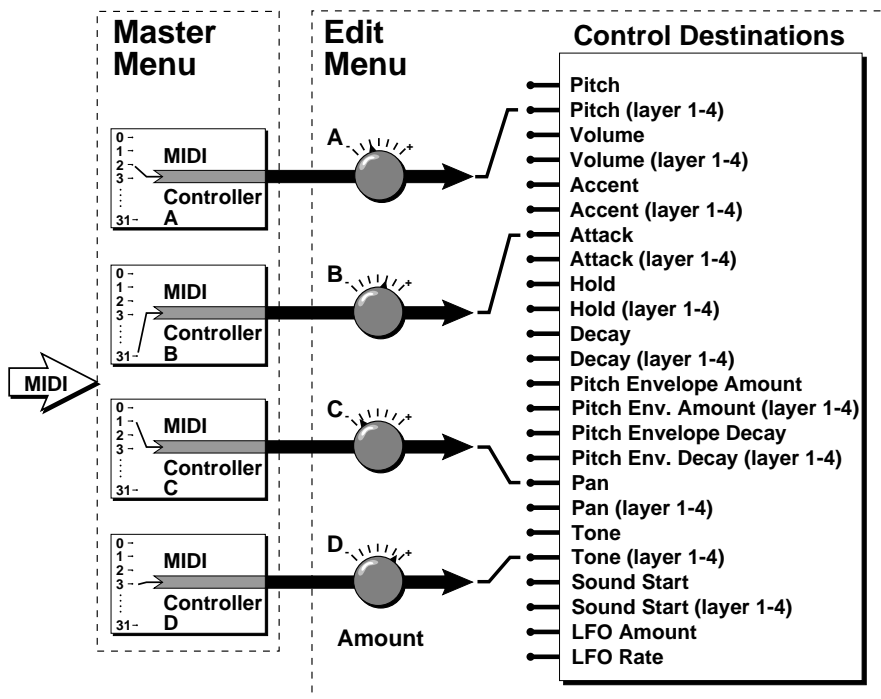 Master
Menu
Edit
Menu
Control Destinations
MIDI
0
1
2
3
31
MIDI
Controller
A
0
1
2
3
31
MIDI
Controller
B
0
1
2
3
31
MIDI
Controller
C
0
1
2
3
31
MIDI
Controller
D
A
- +
B
- +
C
- +
D
- +
Amount
Pitch
Pitch (layer 1-4)
Volume
Volume (layer 1-4)
Accent
Accent (layer 1-4)
Attack
Attack (layer 1-4)
Hold
Hold (layer 1-4)
Decay
Decay (layer 1-4)
Pitch Envelope Amount
Pitch Env. Amount (layer 1-4)
Pitch Envelope Decay
Pitch Env. Decay (layer 1-4)
Pan
Pan (layer 1-4)
Tone
Tone (layer 1-4)
Sound Start
Sound Start (layer 1-4)
LFO Amount
LFO Rate